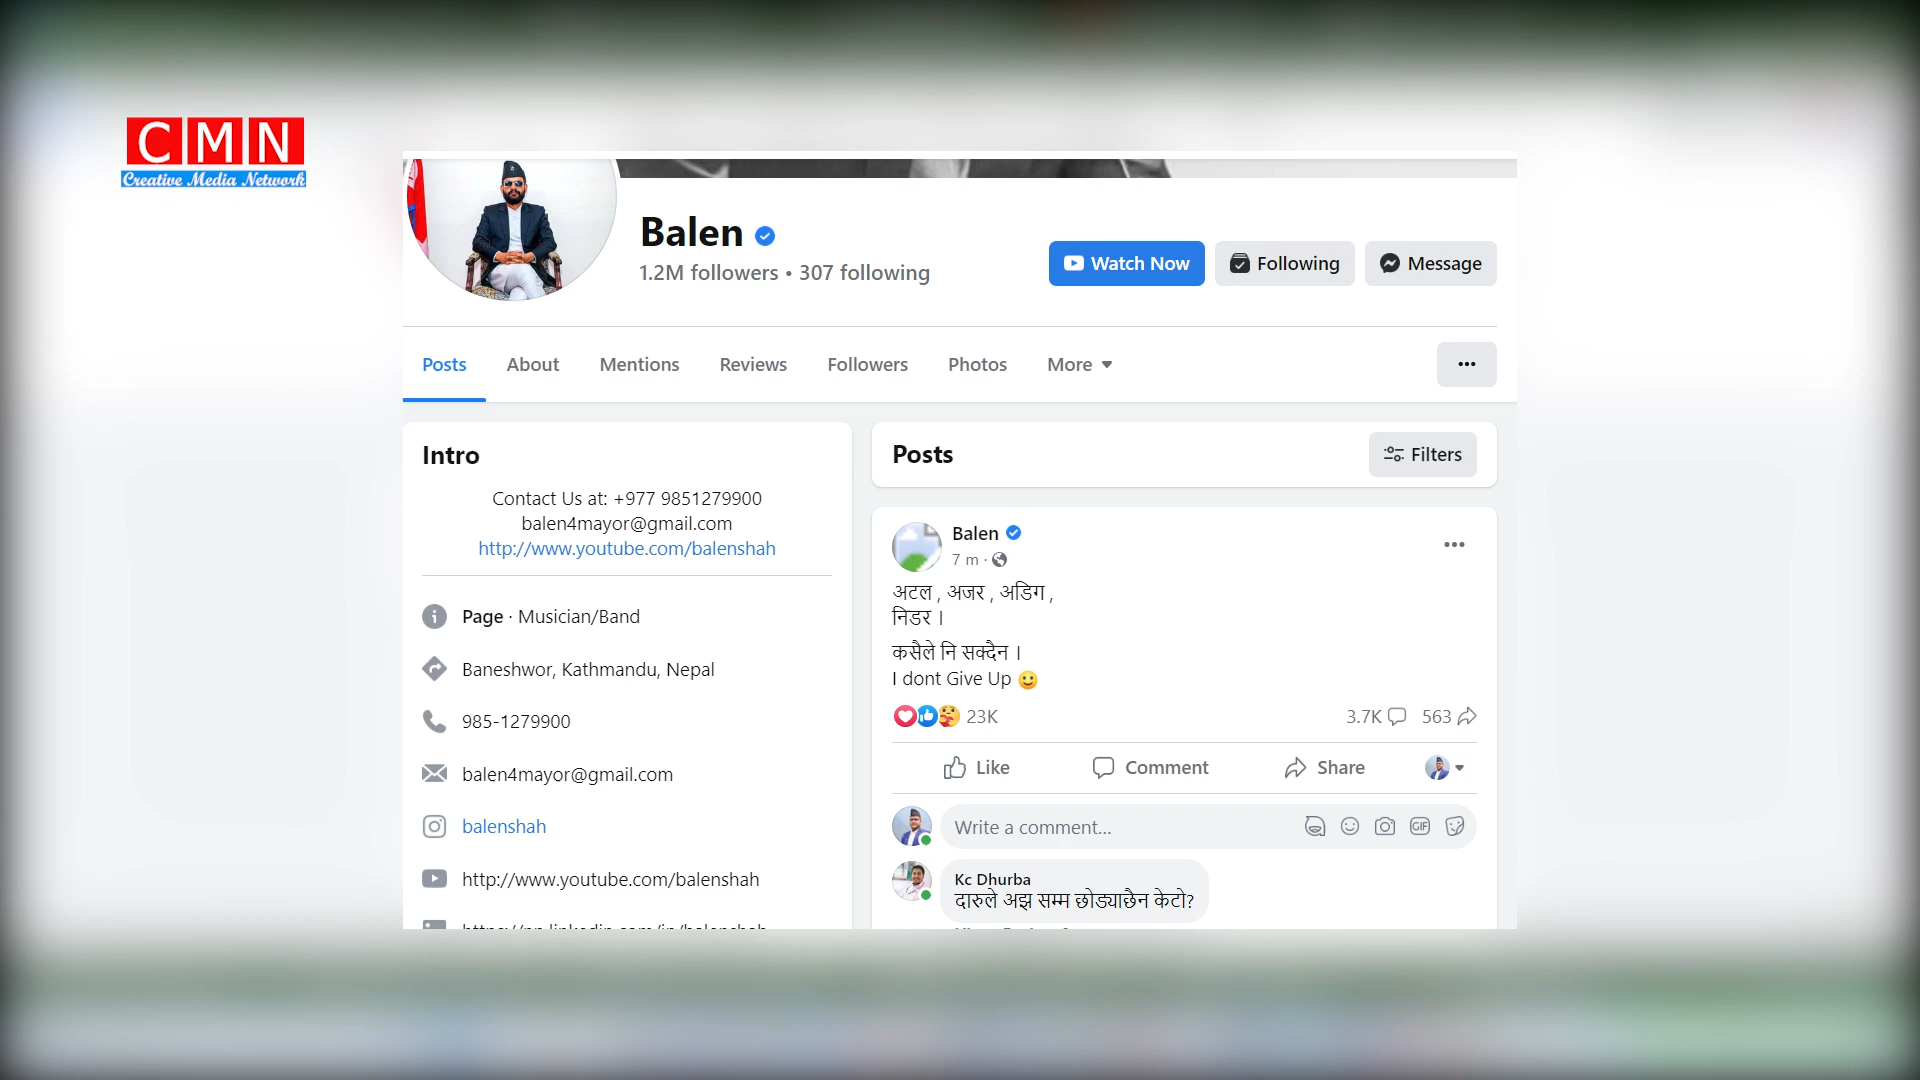 CMN
Creative Media Network
Balen
1.2M followers • 307 following
Watch Now
Following
Message
Posts
About
Mentions
Reviews
Followers
Photos
More
Intro
Contact Us at: +977 9851279900
balen4mayor@gmail.com
http://www.youtube.com/balenshah
Page · Musician/Band
Baneshwor, Kathmandu, Nepal
985-1279900
balen4mayor@gmail.com
balenshah
http://www.youtube.com/balenshah
Posts
Filters
Balen
7 m ·
अटल , अजर , अडिग ,
निडर ।
कसैले नि सक्दैन ।
I dont Give Up
23K
3.7K
563
Like
Comment
Share
Write a comment...
GIF
Kc Dhurba
दारुले अझ सम्म छोड्याछैन केटो?